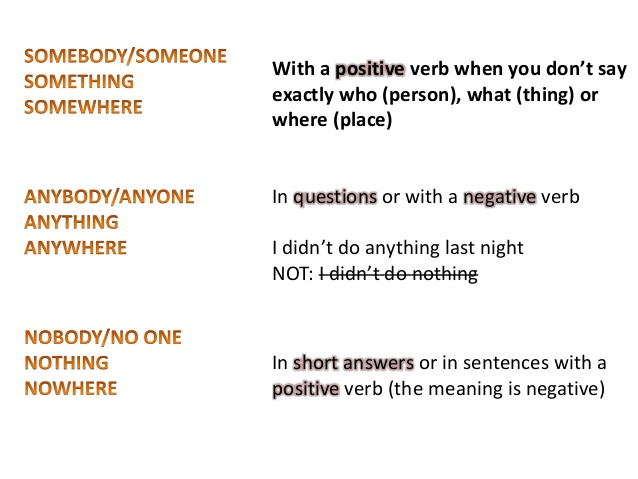 SOMEBODY/SOMEONE
SOMETHING
SOMEWHERE
With a positive verb when you don't say
exactly who (person), what (thing) or
where (place)
ANYBODY/ANYONE
ANYTHING
ANYWHERE
In questions or with a negative verb
I didn't do anything last night
NOT: I didn't do nothing
NOBODY/NO ONE
NOTHING
NOWHERE
In short answers or in sentences with a
positive verb (the meaning is negative)